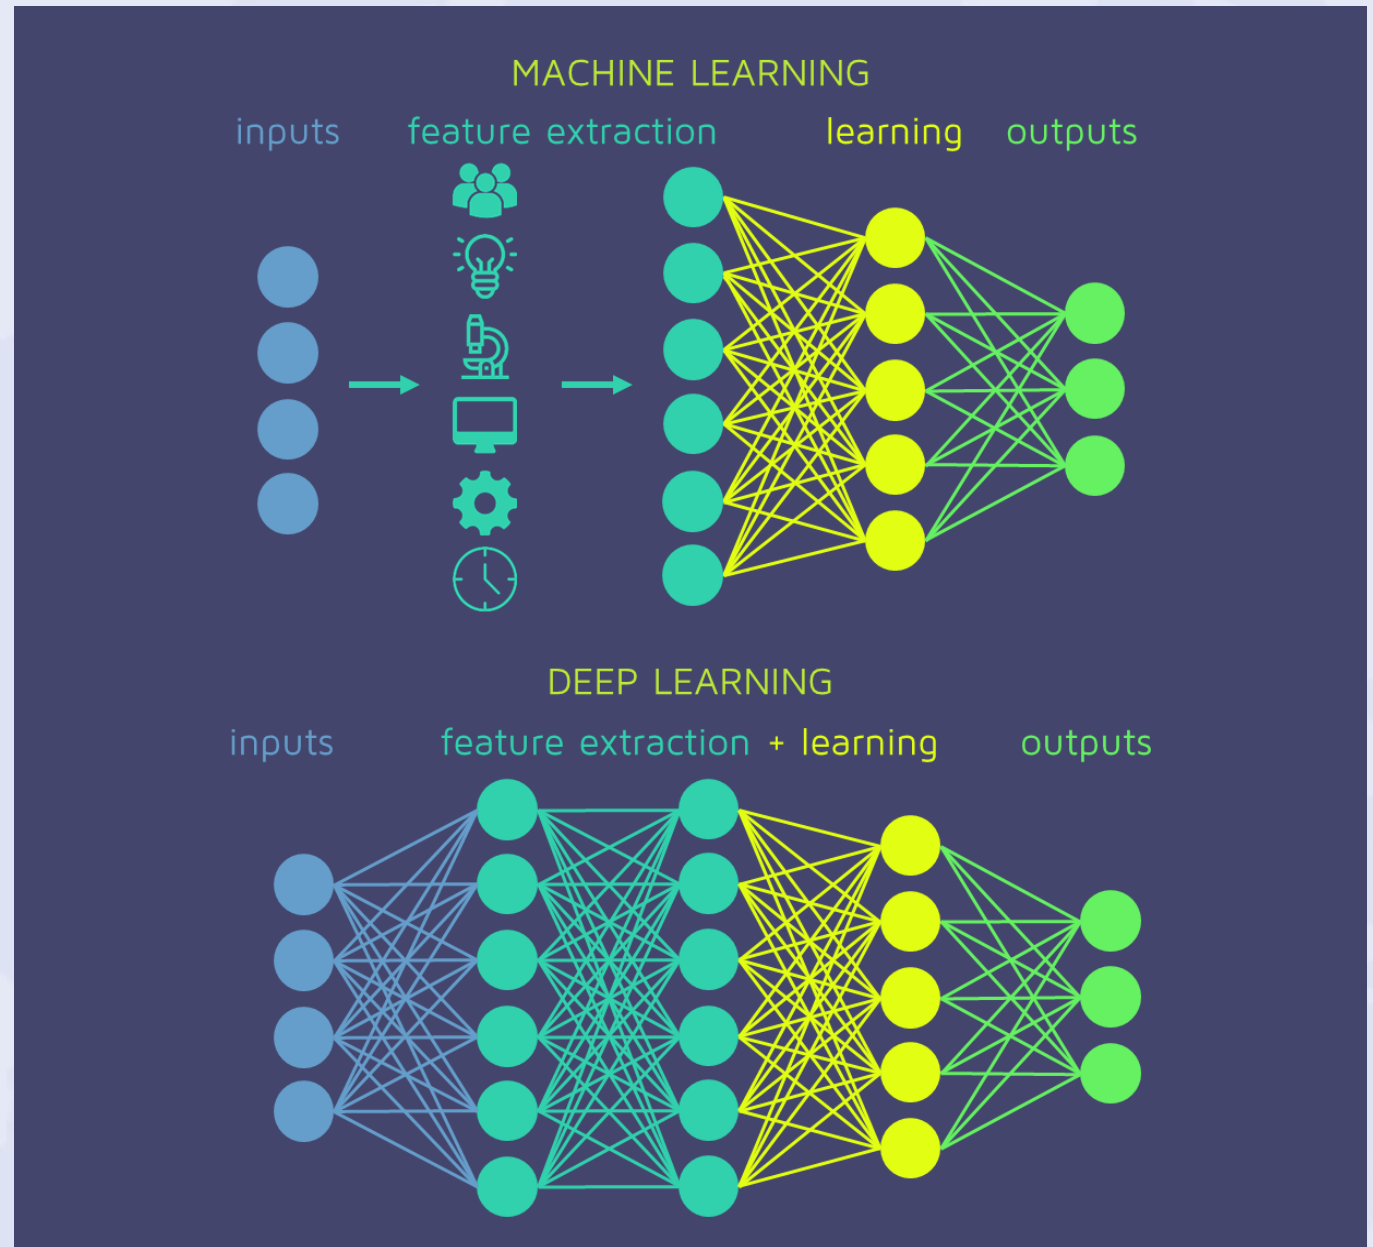 MACHINE LEARNING
inputs feature extraction learning outputs
DEEP LEARNING
inputs feature extraction + learning outputs